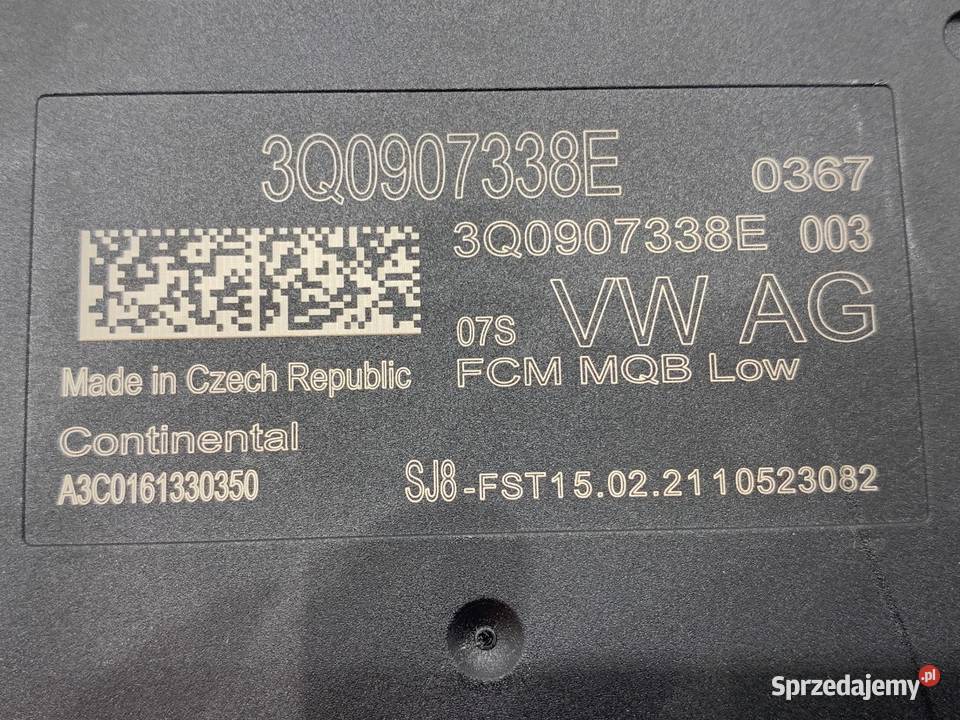 3Q0907338E 0367
3Q0907338E 003
07S VW AG
FCM MQB Low
Made in Czech Republic
Continental
A3C0161330350
SJ8-FST15.02.2110523082
Sprzedajemy.pl